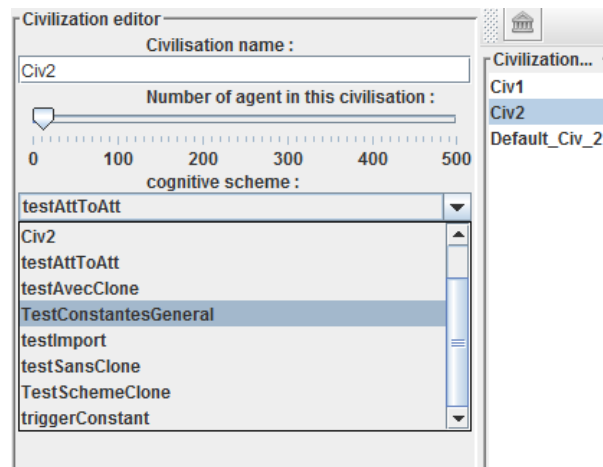 Civilization editor
Civilisation name :
Civ2
Number of agent in this civilisation :
0 100 200 300 400 500
cognitive scheme :
testAttToAtt
Civ2
testAttToAtt
testAvecClone
TestConstantesGeneral
testImport
testSansClone
TestSchemeClone
triggerConstant
Civilization...
Civ1
Civ2
Default_Civ_2